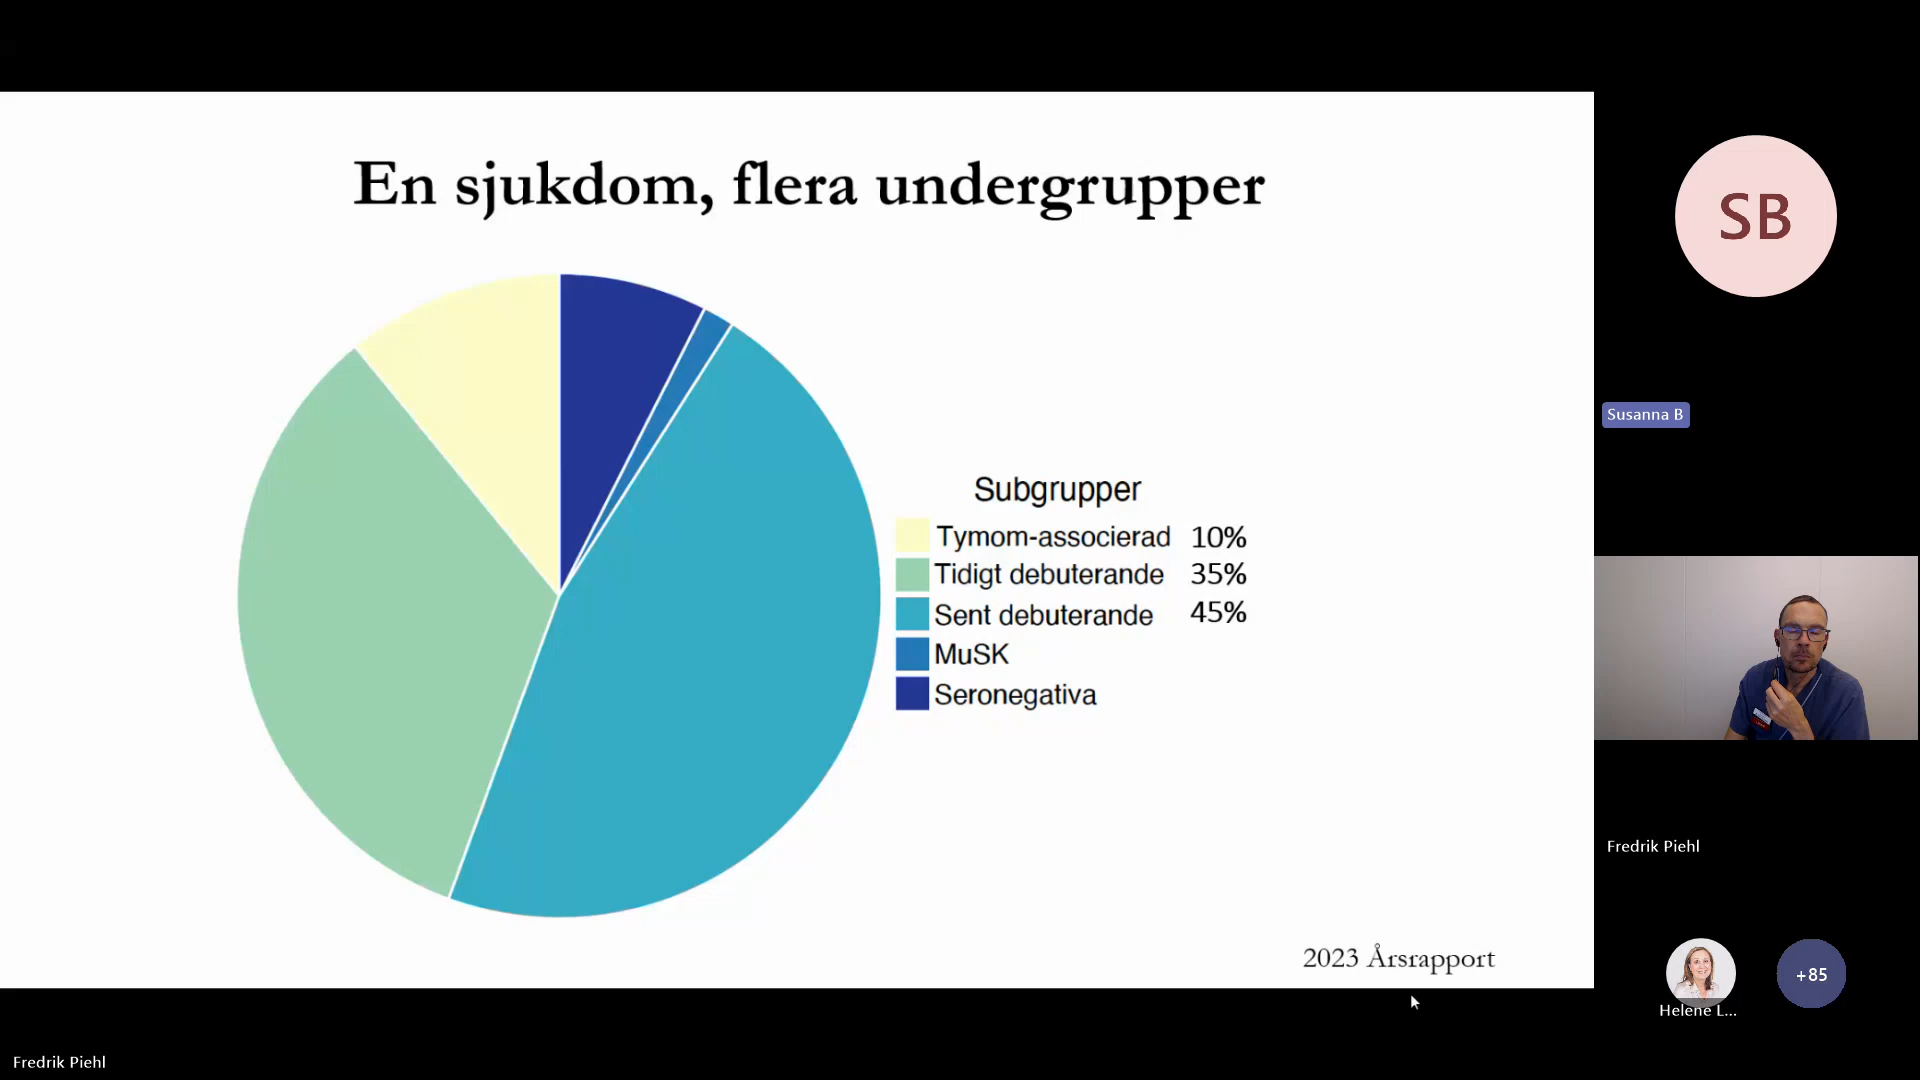 En sjukdom, flera undergrupper
Subgrupper
Tymom-associerad 10%
Tidigt debuterande 35%
Sent debuterande 45%
MuSK
Seronegativa
2023 Årsrapport
SB
Susanna B
Fredrik Piehl
Helene L...
+85
Fredrik Piehl